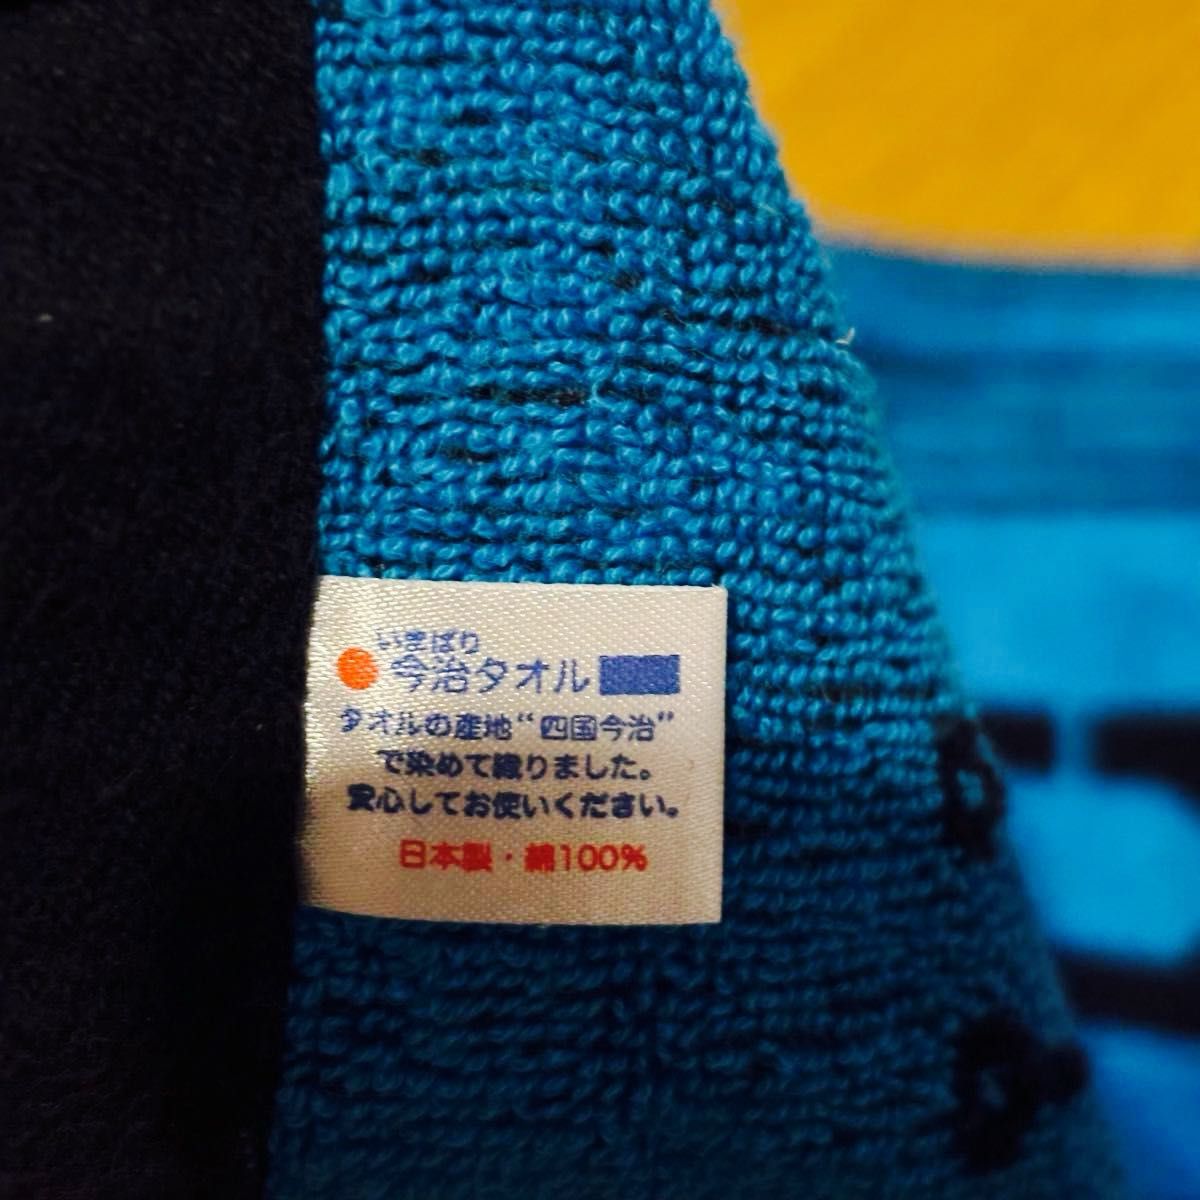 いまばり
今治タオル
タオルの産地“四国今治”
で染めて織りました。
安心してお使いください。
日本製・綿100%